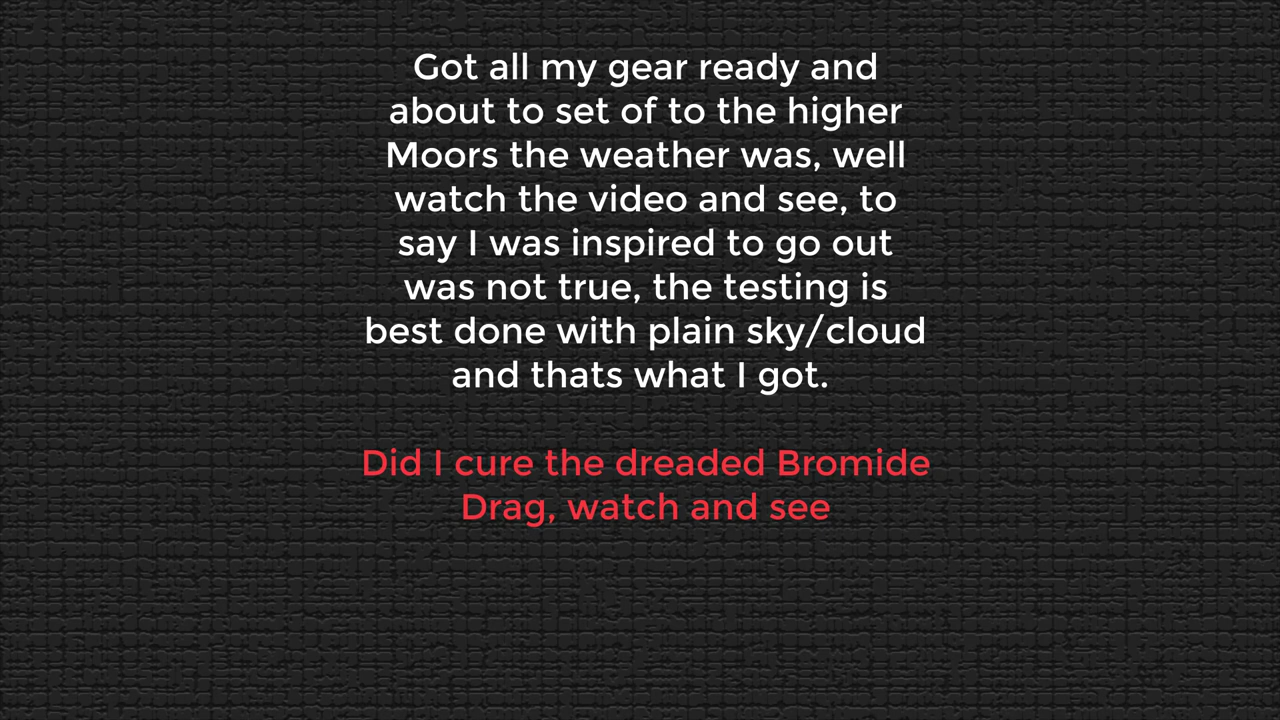 Got all my gear ready and
about to set of to the higher
Moors the weather was, well
watch the video and see, to
say I was inspired to go out
was not true, the testing is
best done with plain sky/cloud
and thats what I got.
Did I cure the dreaded Bromide
Drag, watch and see